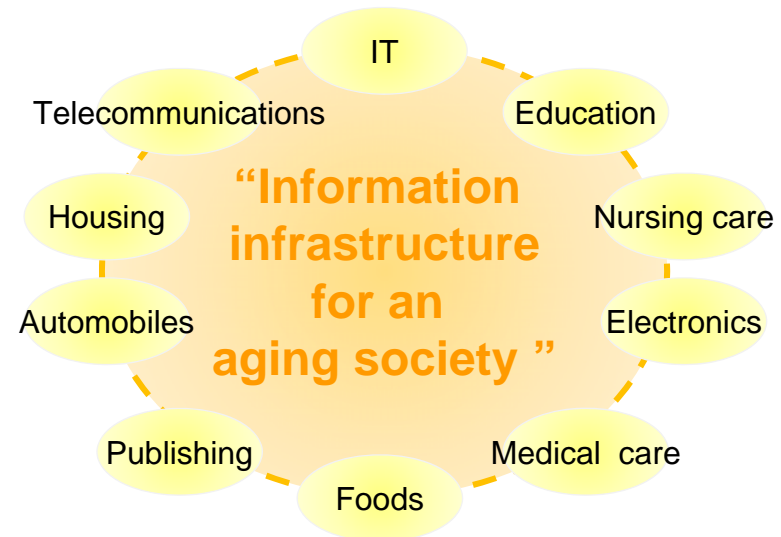 IT
Telecommunications
Education
“Information
infrastructure
for an
aging society ”
Housing
Nursing care
Automobiles
Electronics
Publishing
Medical care
Foods